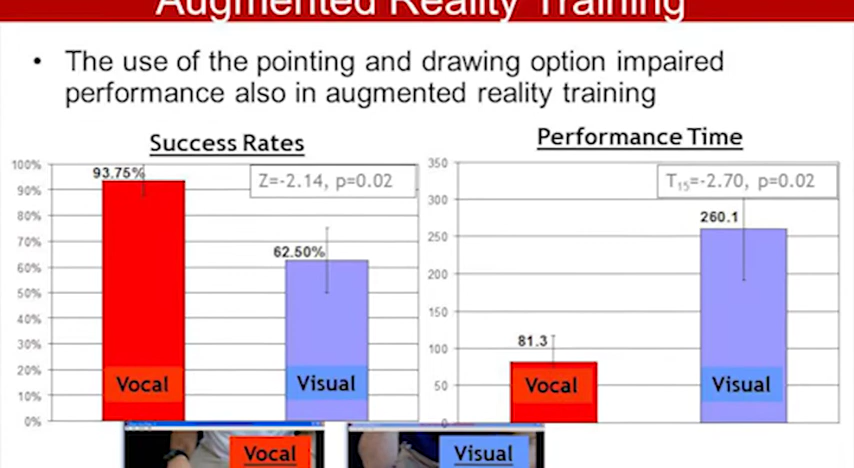 Augmented Reality Training
• The use of the pointing and drawing option impaired
performance also in augmented reality training
Success Rates
100%
90%
80%
70%
60%
50%
40%
30%
20%
10%
0%
93.75%
62.50%
Z=-2.14, p=0.02
Vocal
Visual
Performance Time
350
300
250
200
150
100
50
0
81.3
260.1
T15=-2.70, p=0.02
Vocal
Visual
Vocal
Visual